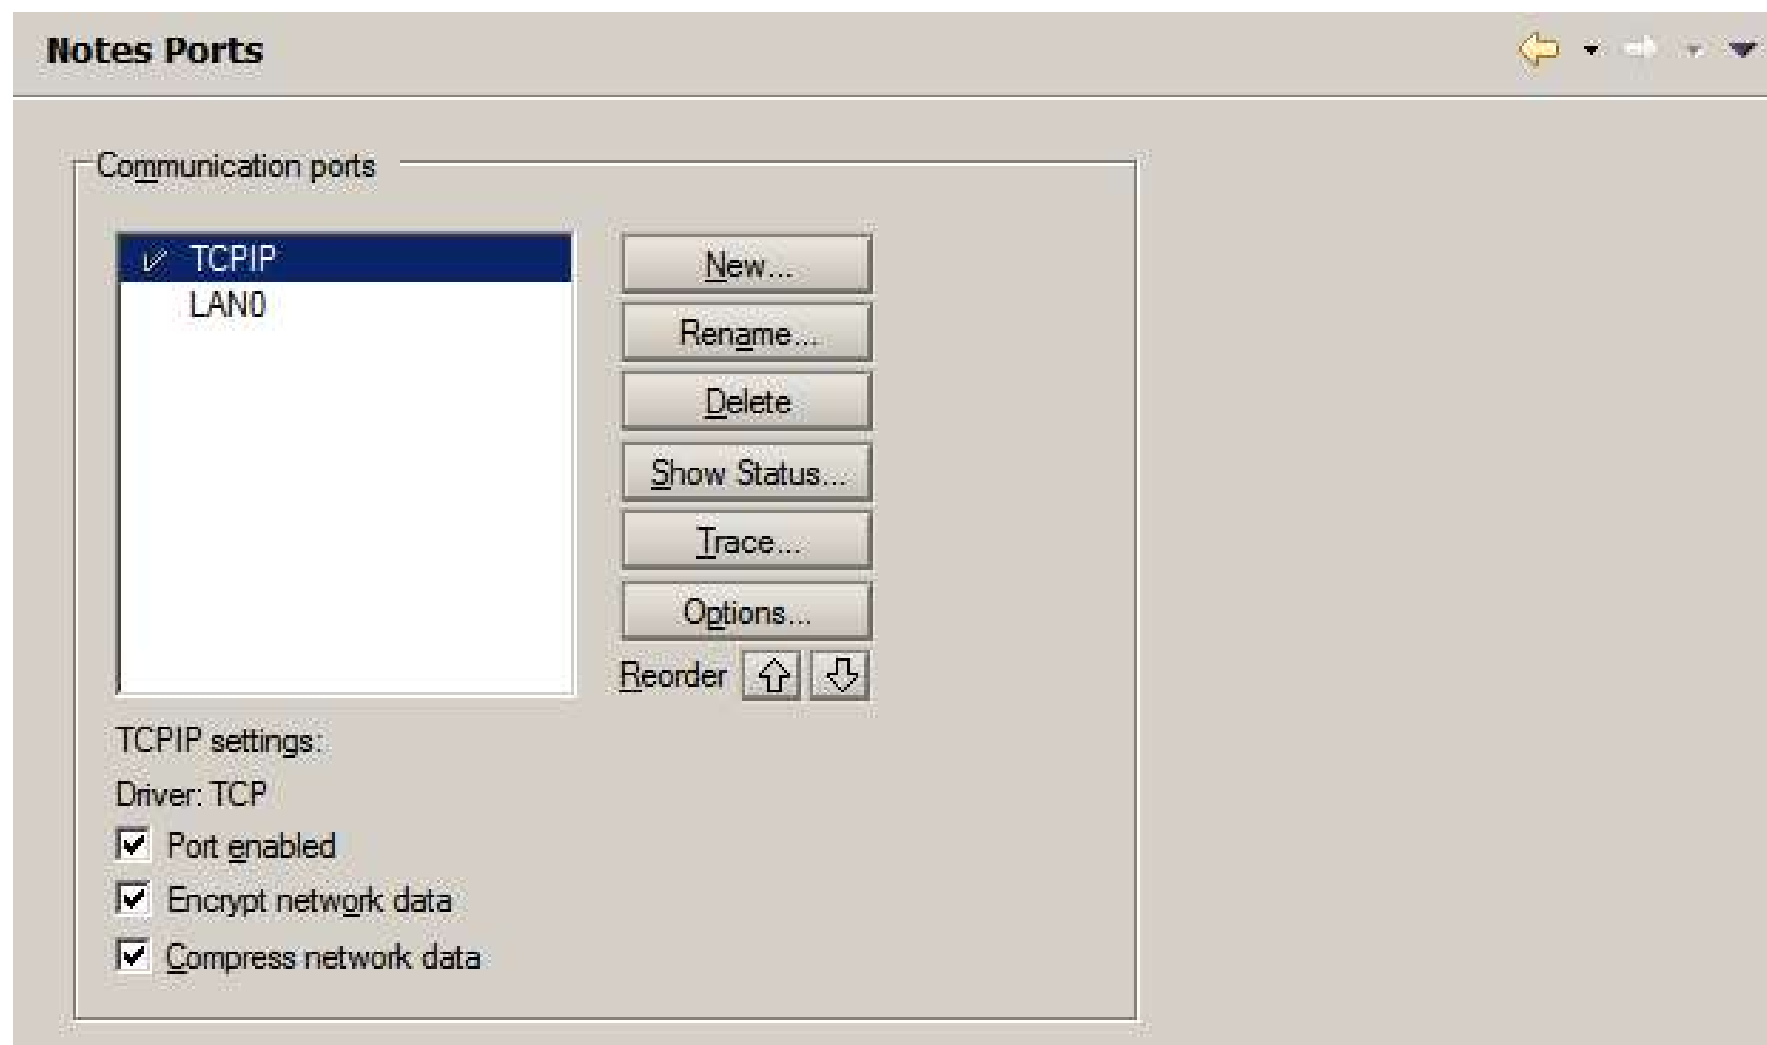 Notes Ports
Communication ports
TCPIP
LAN0
New...
Rename...
Delete
Show Status...
Trace...
Options...
Reorder
TCPIP settings:
Driver: TCP
Port enabled
Encrypt network data
Compress network data